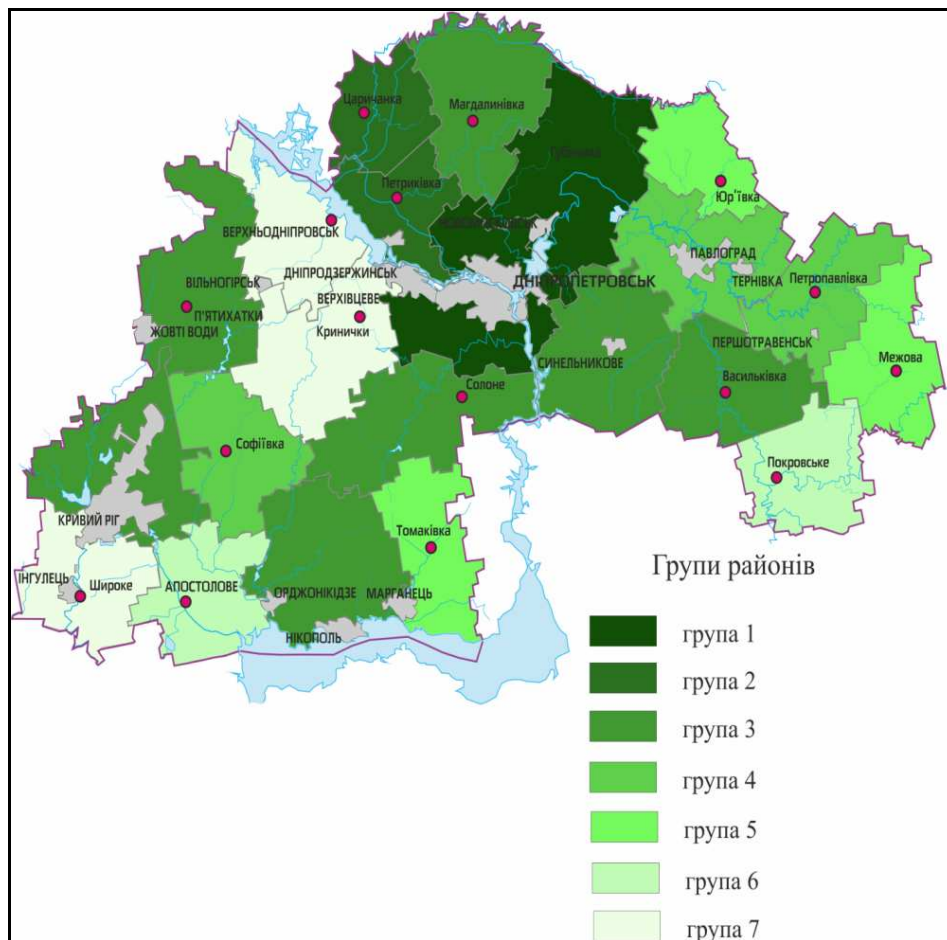 Царичанка
Магдалинівка
Губиниха
Петриківка
Юр'ївка
ВЕРХНЬОДНІПРОВСЬК
ПАВЛОГРАД
ДНІПРОДЗЕРЖИНСЬК
ДНІПРОПЕТРОВСЬК
ТЕРНІВКА
Петропавлівка
ВІЛЬНОГІРСЬК
ВЕРХІВЦЕВЕ
П'ЯТИХАТКИ
ЖОВТІ ВОДИ
Кринички
ПЕРШОТРАВЕНСЬК
СИНЕЛЬНИКОВЕ
Межова
Васильківка
Солоне
Софіївка
Покровське
КРИВИЙ РІГ
Томаківка
ІНГУЛЕЦЬ
Широке
АПОСТОЛОВЕ
ОРДЖОНІКІДЗЕ
МАРГАНЕЦЬ
НІКОПОЛЬ
Групи районів
група 1
група 2
група 3
група 4
група 5
група 6
група 7